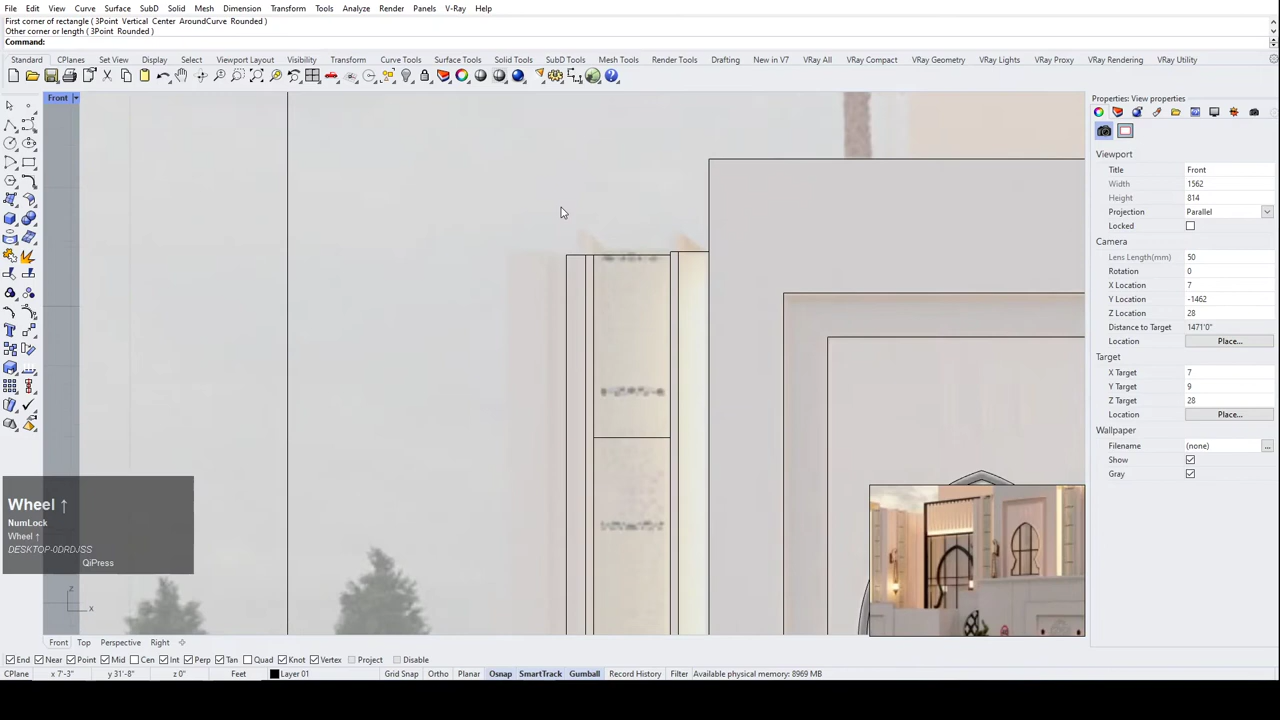 File Edit View Curve Surface SubD Solid Mesh Dimension Transform Tools Analyze Render Panels V-Ray Help
First corner of rectangle ( 3Point Vertical Center AroundCurve Rounded )
Other corner or length ( 3Point Rounded )
Command:
Standard CPlanes Set View Display Select Viewport Layout Visibility Transform Curve Tools Surface Tools Solid Tools SubD Tools Mesh Tools Render Tools Drafting New in V7 VRay All VRay Compact VRay Geometry VRay Lights VRay Proxy VRay Rendering VRay Utility
Front
Properties: View properties
Viewport
Title Front
Width 1562
Height 814
Projection Parallel
Locked
Camera
Lens Length(mm) 50
Rotation 0
X Location 7
Y Location -1462
Z Location 28
Distance to Target 1471'0"
Location Place...
Target
X Target 7
Y Target 9
Z Target 28
Location Place...
Wallpaper
Filename (none) ...
Show
Gray
Wheel ↑
NumLock
Wheel ↑
DESKTOP-0DRDJSS
QiPress
z
x
Front Top Perspective Right
End Near Point Mid Cen Int Perp Tan Quad Knot Vertex Project Disable
CPlane x 7'-3" y 31'-8" z 0" Feet Layer 01 Grid Snap Ortho Planar Osnap SmartTrack Gumball Record History Filter Available physical memory: 8969 MB